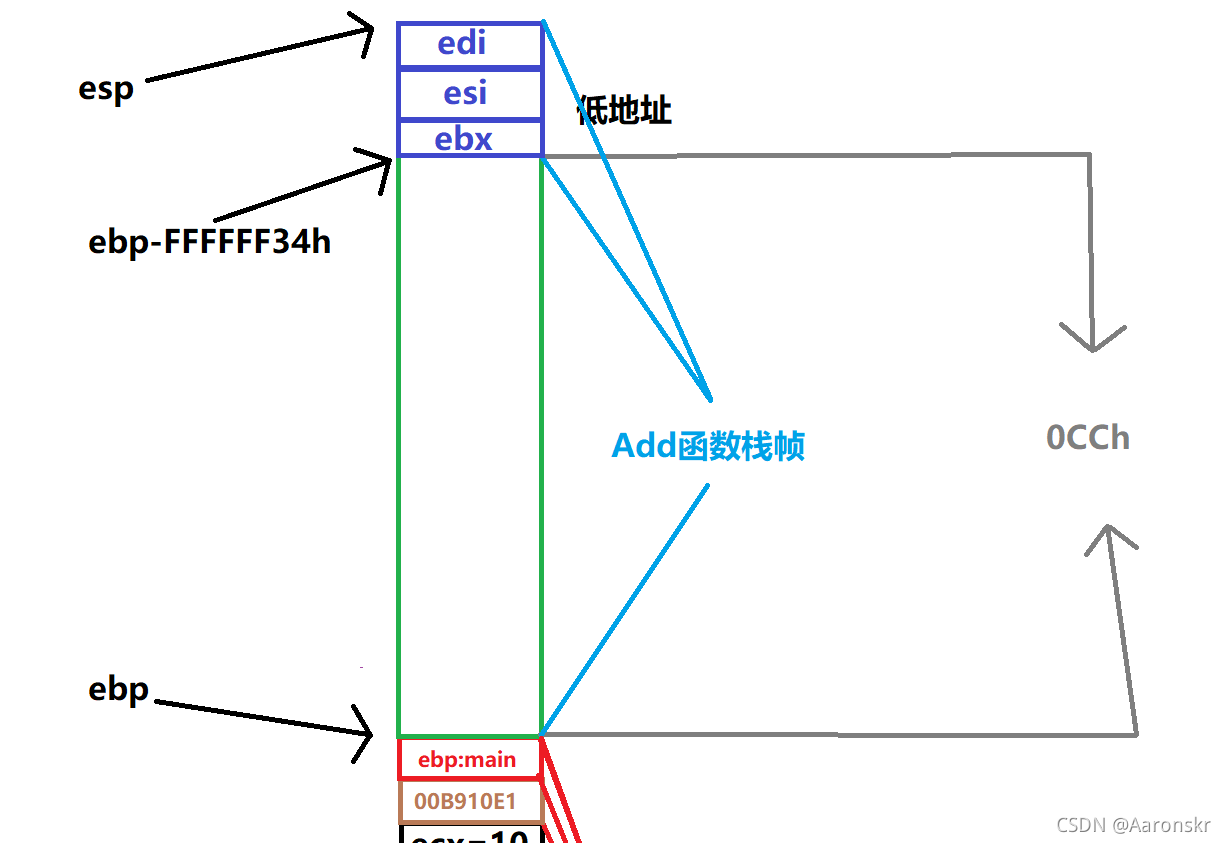 edi
esp
esi
低地址
ebx
ebp-FFFFFF34h
Add函数栈帧
0CCh
ebp
ebp:main
00B910E1
ecx=10
CSDN @Aaronskr